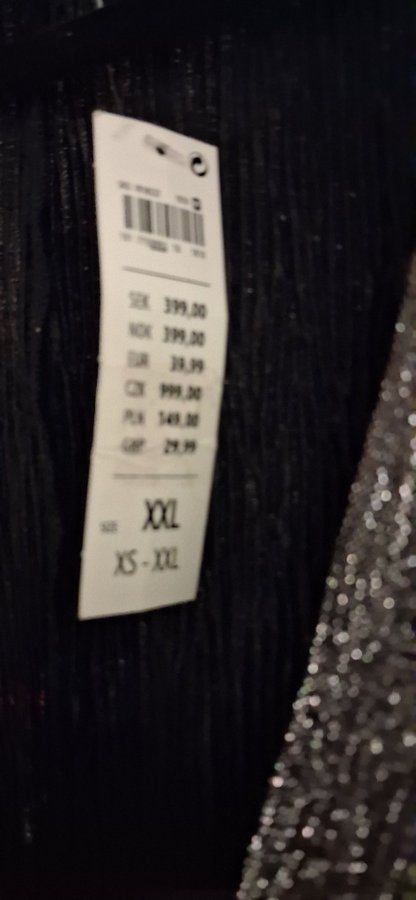 SEK 399,00
NOK 399,00
EUR 39,99
CZK 999,00
PLN 149,00
GBP 29,99
SIZE XXL
XS - XXL